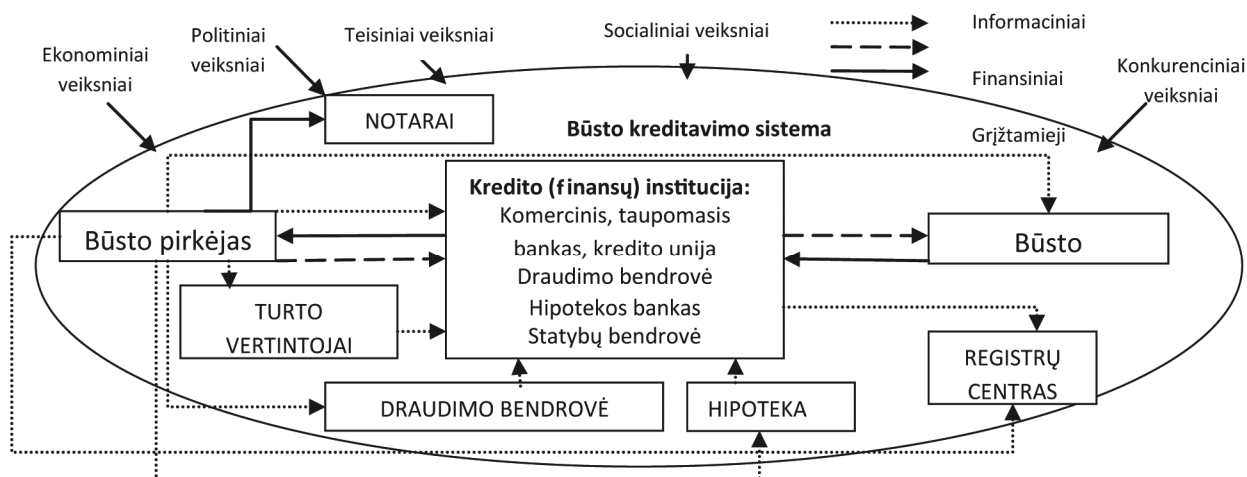 Ekonominiai
veiksniai
Politiniai
veiksniai
Teisiniai veiksniai
Socialiniai veiksniai
Informaciniai
Finansiniai
Grįžtamieji
Konkurenciniai
veiksniai
NOTARAI
Būsto kreditavimo sistema
Kredito (finansų) institucija:
Komercinis, taupomasis
bankas, kredito unija
Draudimo bendrovė
Hipotekos bankas
Statybų bendrovė
Būsto pirkėjas
Būsto
TURTO
VERTINTOJAI
REGISTRŲ
CENTRAS
DRAUDIMO BENDROVĖ
HIPOTEKA